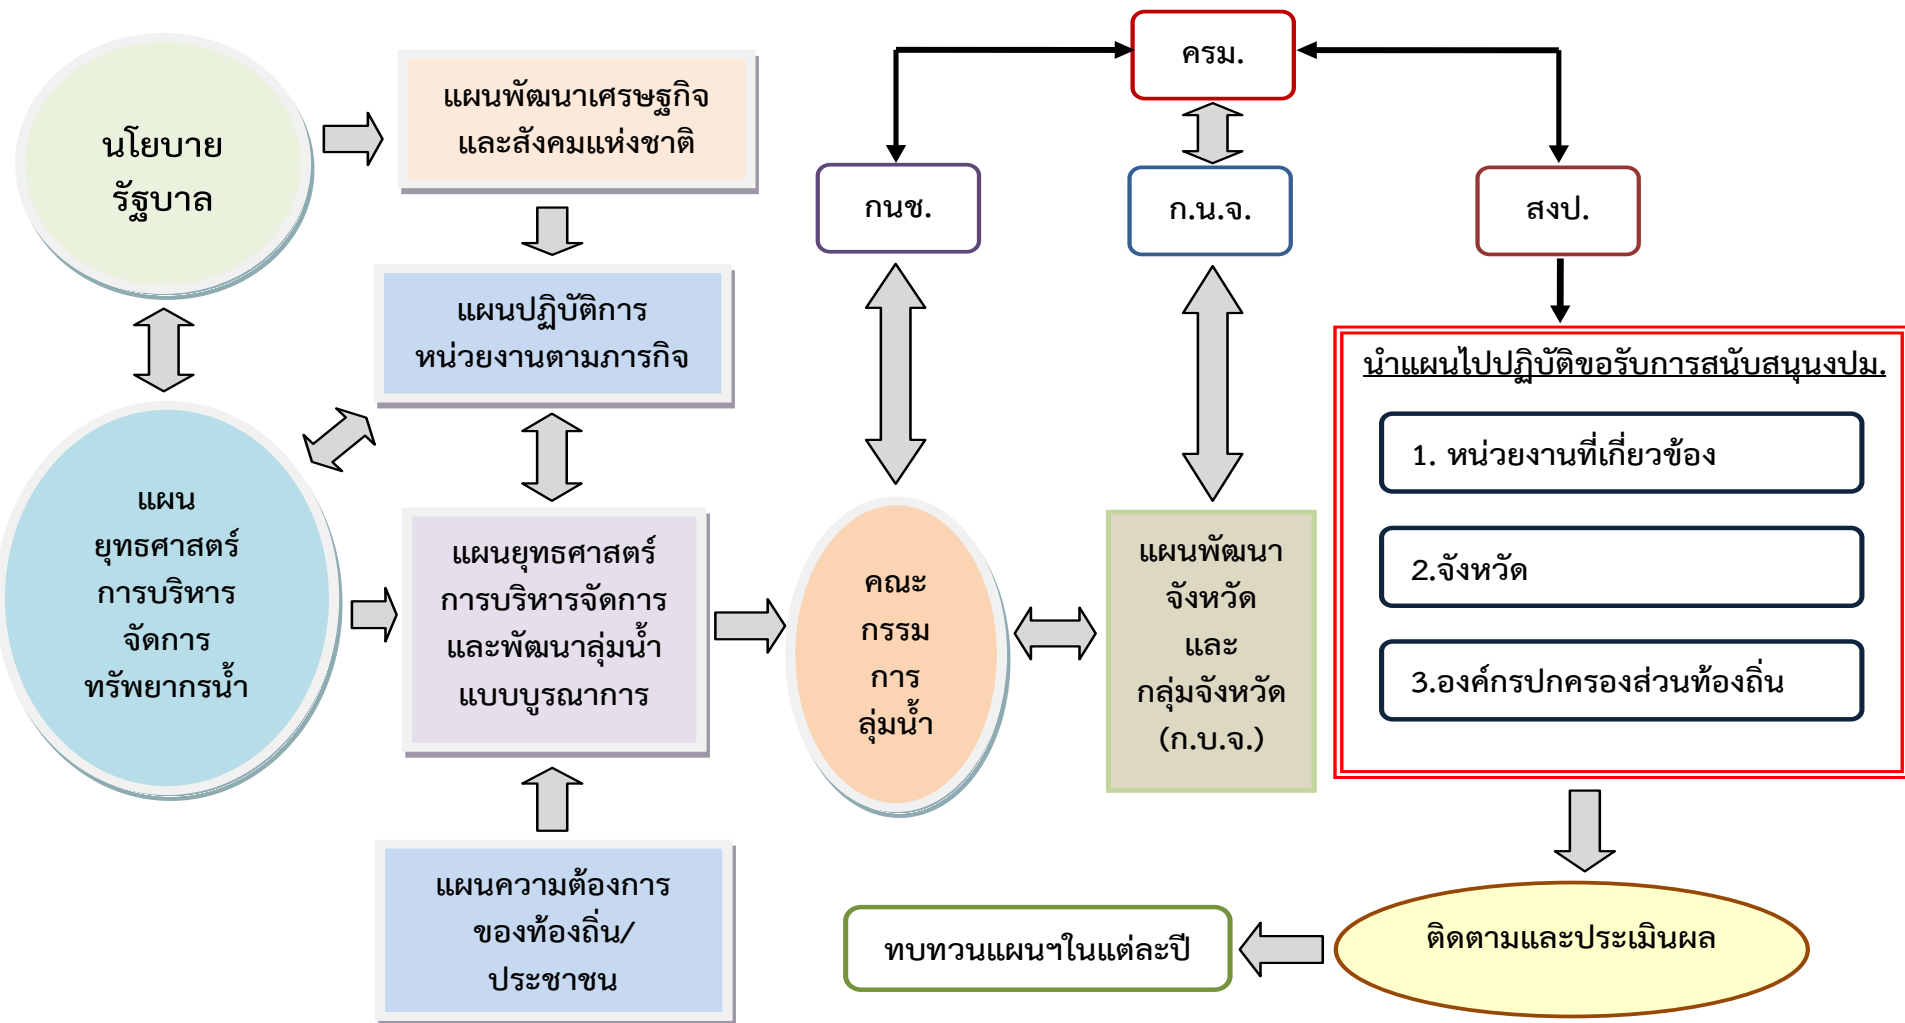 นโยบาย
รัฐบาล
แผนพัฒนาเศรษฐกิจ
และสังคมแห่งชาติ
แผนปฏิบัติการ
หน่วยงานตามภารกิจ
แผน
ยุทธศาสตร์
การบริหาร
จัดการ
ทรัพยากรน้ำ
แผนยุทธศาสตร์
การบริหารจัดการ
และพัฒนาลุ่มน้ำ
แบบบูรณาการ
แผนความต้องการ
ของท้องถิ่น/
ประชาชน
ครม.
กนช.
ก.น.จ.
สงป.
คณะ
กรรม
การ
ลุ่มน้ำ
แผนพัฒนา
จังหวัด
และ
กลุ่มจังหวัด
(ก.บ.จ.)
นำแผนไปปฏิบัติขอรับการสนับสนุนงปม.
1. หน่วยงานที่เกี่ยวข้อง
2.จังหวัด
3.องค์กรปกครองส่วนท้องถิ่น
ติดตามและประเมินผล
ทบทวนแผนฯในแต่ละปี